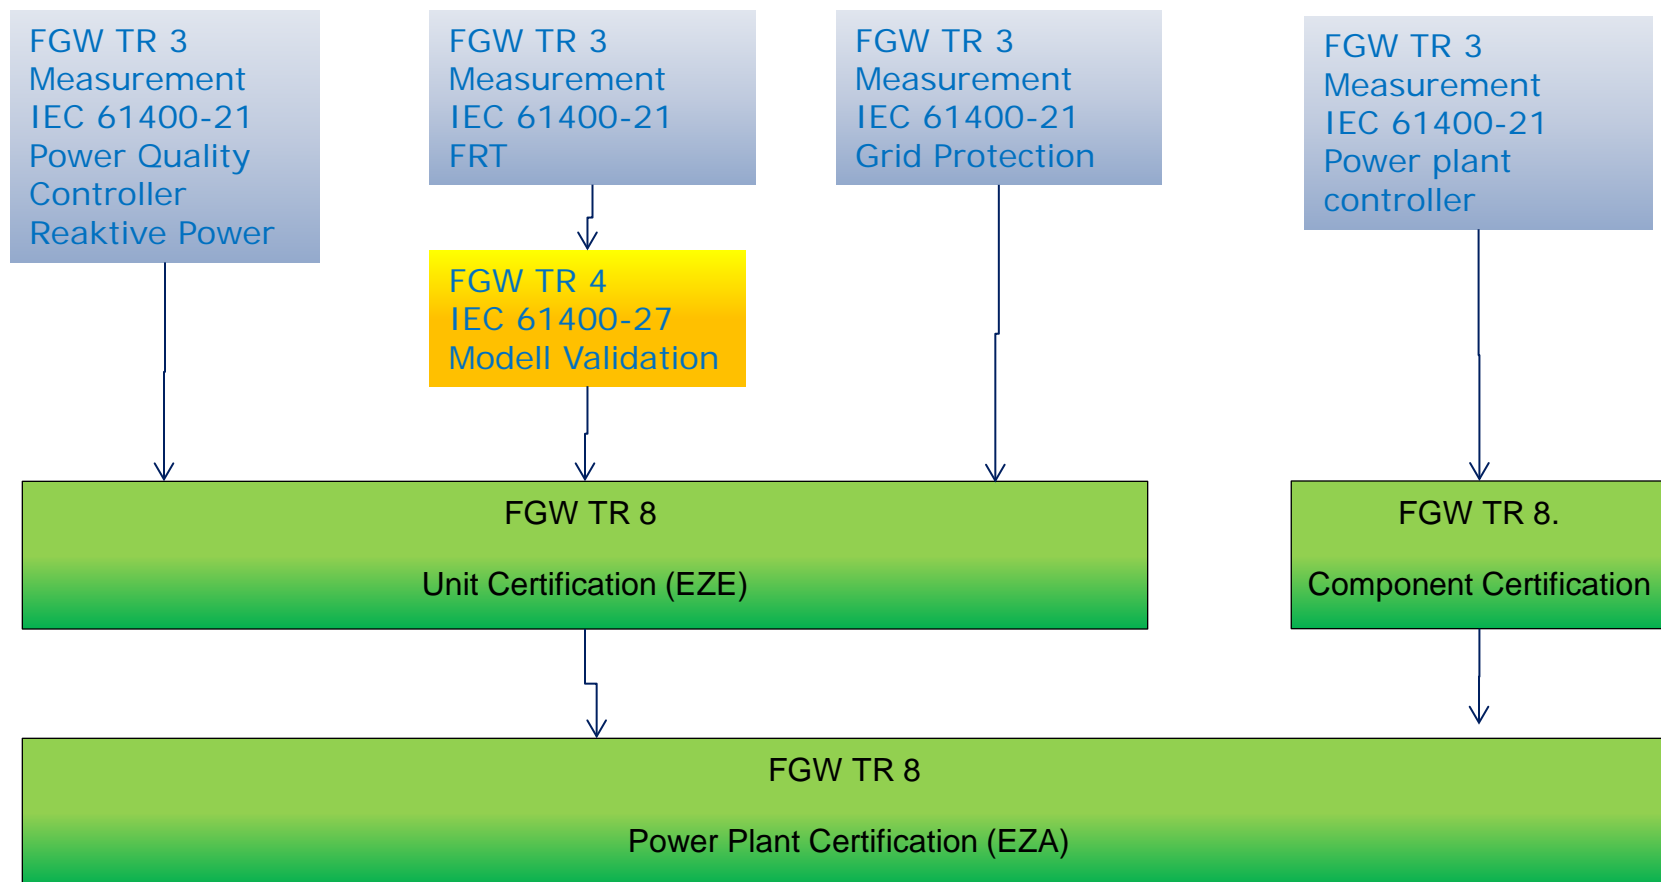 FGW TR 3
Measurement
IEC 61400-21
Power Quality
Controller
Reaktive Power
FGW TR 3
Measurement
IEC 61400-21
FRT
FGW TR 3
Measurement
IEC 61400-21
Grid Protection
FGW TR 3
Measurement
IEC 61400-21
Power plant
controller
FGW TR 4
IEC 61400-27
Modell Validation
FGW TR 8
Unit Certification (EZE)
FGW TR 8.
Component Certification
FGW TR 8
Power Plant Certification (EZA)